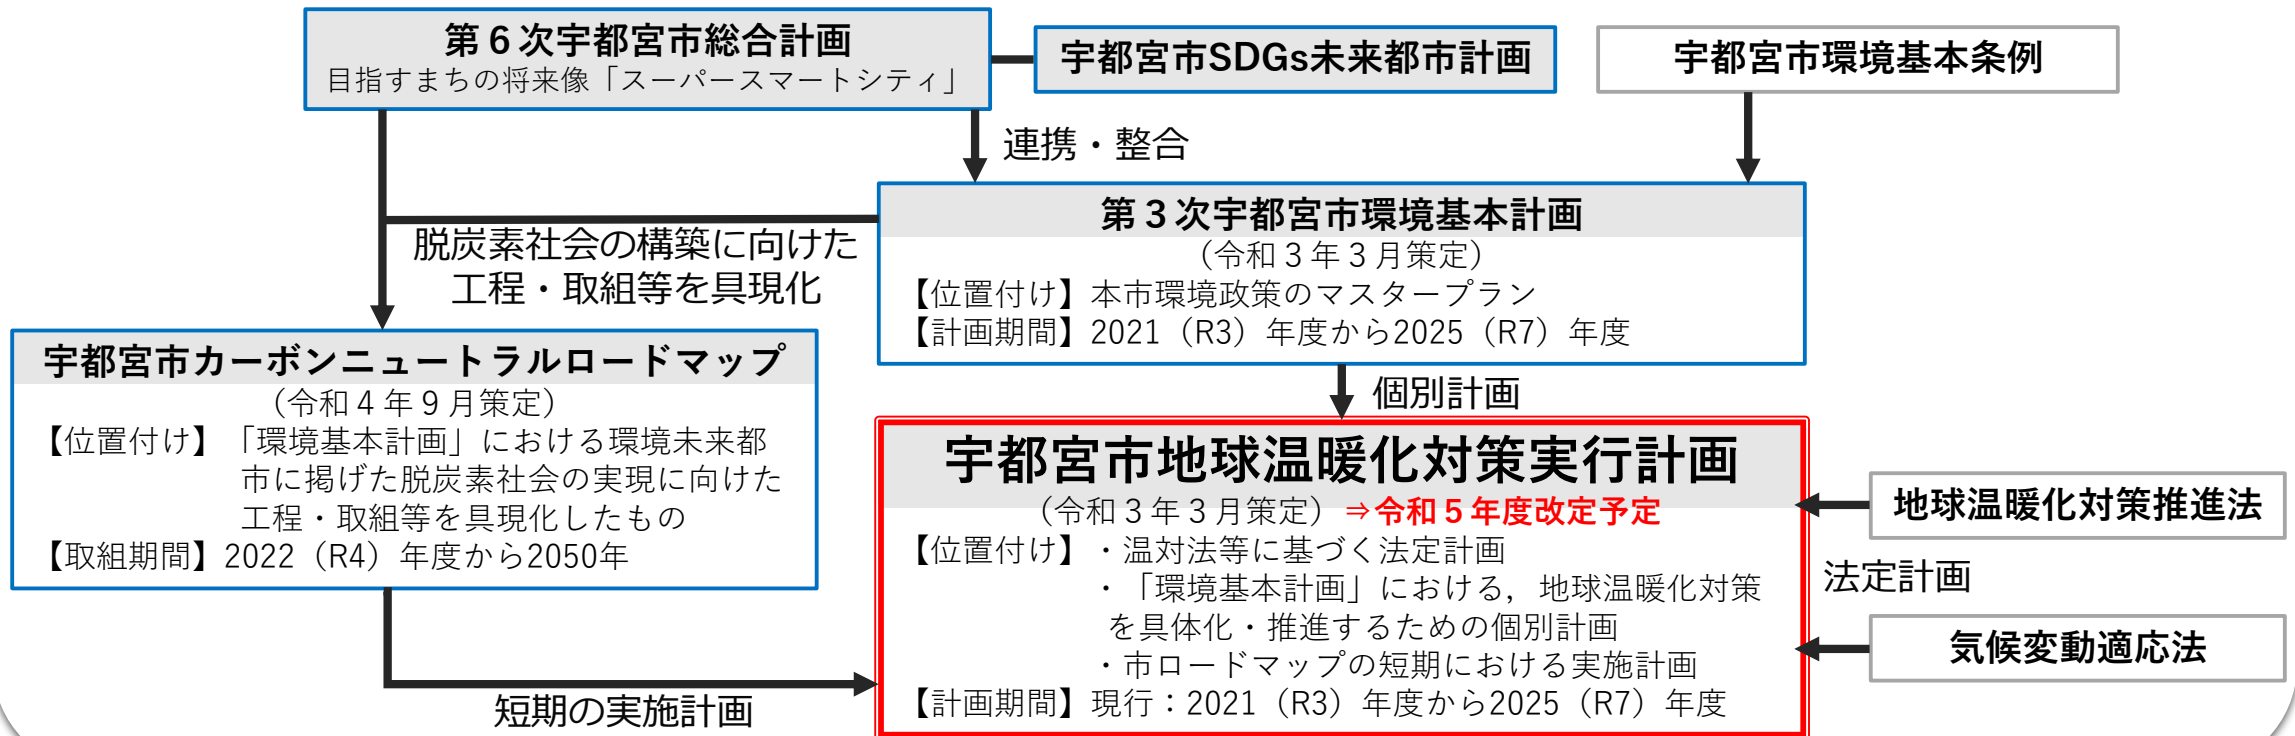 第６次宇都宮市総合計画
目指すまちの将来像「スーパースマートシティ」
宇都宮市SDGs未来都市計画
宇都宮市環境基本条例
連携・整合
第３次宇都宮市環境基本計画
（令和３年３月策定）
【位置付け】本市環境政策のマスタープラン
【計画期間】2021（R3）年度から2025（R7）年度
脱炭素社会の構築に向けた
工程・取組等を具現化
宇都宮市カーボンニュートラルロードマップ
（令和４年９月策定）
【位置付け】「環境基本計画」における環境未来都
市に掲げた脱炭素社会の実現に向けた
工程・取組等を具現化したもの
【取組期間】2022（R4）年度から2050年
個別計画
宇都宮市地球温暖化対策実行計画
（令和３年３月策定）⇒令和５年度改定予定
【位置付け】・温対法等に基づく法定計画
・「環境基本計画」における，地球温暖化対策
を具体化・推進するための個別計画
・市ロードマップの短期における実施計画
【計画期間】現行：2021（R3）年度から2025（R7）年度
地球温暖化対策推進法
法定計画
気候変動適応法
短期の実施計画